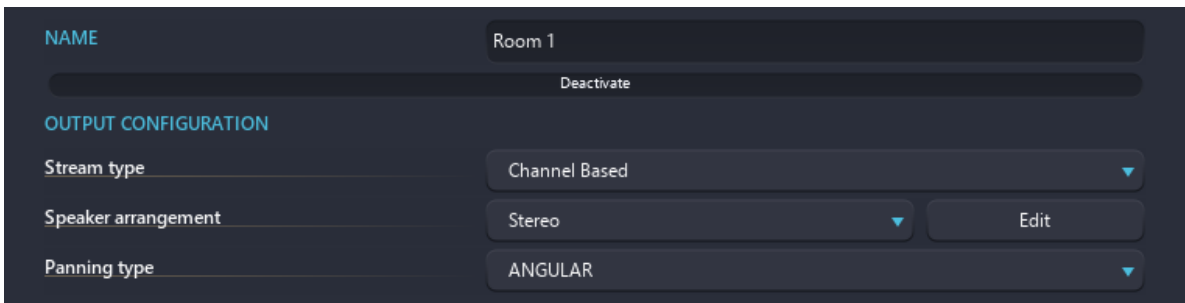 NAME Room 1
Deactivate
OUTPUT CONFIGURATION
Stream type Channel Based
Speaker arrangement Stereo Edit
Panning type ANGULAR